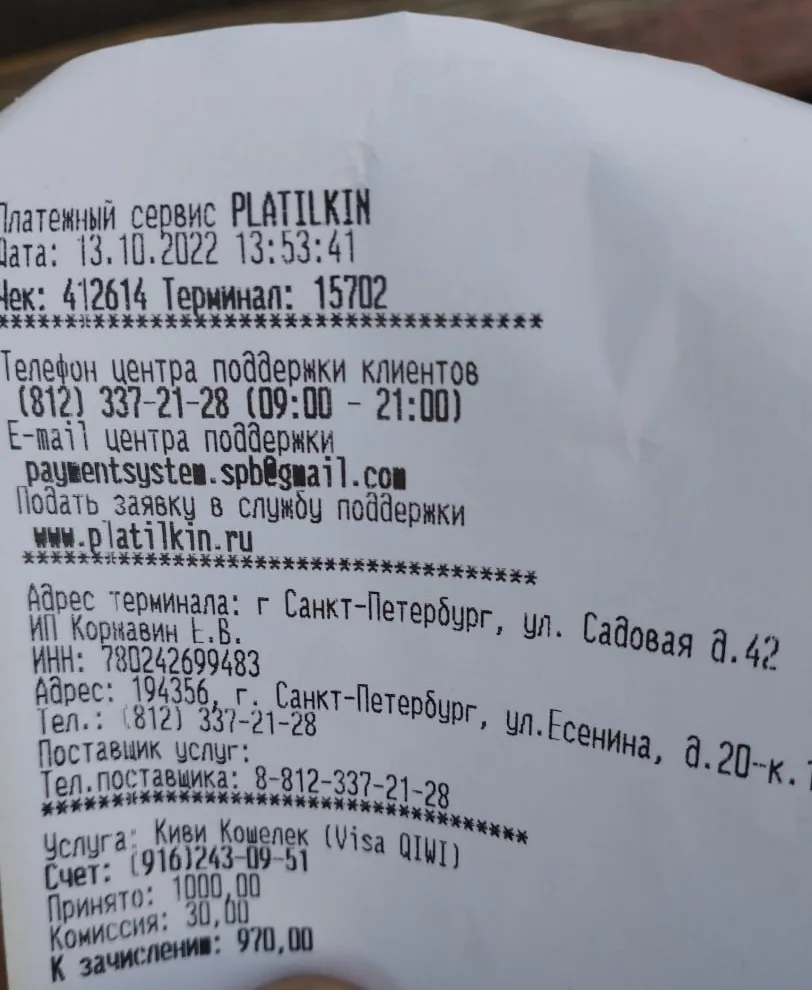 Платежный сервис PLATILKIN
Дата: 13.10.2022 13:53:41
Чек: 412614 Терминал: 15702
************************************
Телефон центра поддержки клиентов
(812) 337-21-28 (09:00 - 21:00)
E-mail центра поддержки
paymentsystem.spb@gmail.com
Подать заявку в службу поддержки
www.platilkin.ru
************************************
Адрес терминала: г Санкт-Петербург, ул. Садовая д.42
ИП Коржавин Е.В.
ИНН: 780242699483
Адрес: 194356, г. Санкт-Петербург, ул.Есенина, д.20-к.1
Тел.: (812) 337-21-28
Поставщик услуг:
Тел.поставщика: 8-812-337-21-28
************************************
Услуга: Киви Кошелек (Visa QIWI)
Счет: (916)243-09-51
Принято: 1000,00
Комиссия: 30,00
К зачислению: 970,00